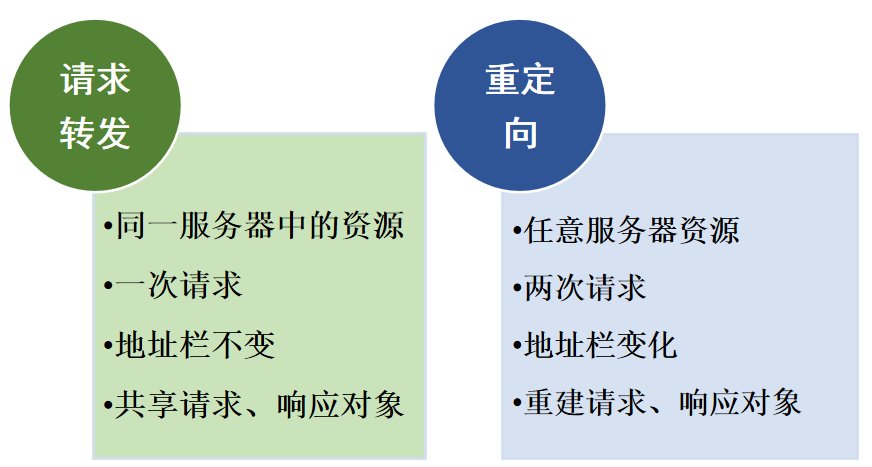 请求
转发
•同一服务器中的资源
•一次请求
•地址栏不变
•共享请求、响应对象
重定
向
•任意服务器资源
•两次请求
•地址栏变化
•重建请求、响应对象